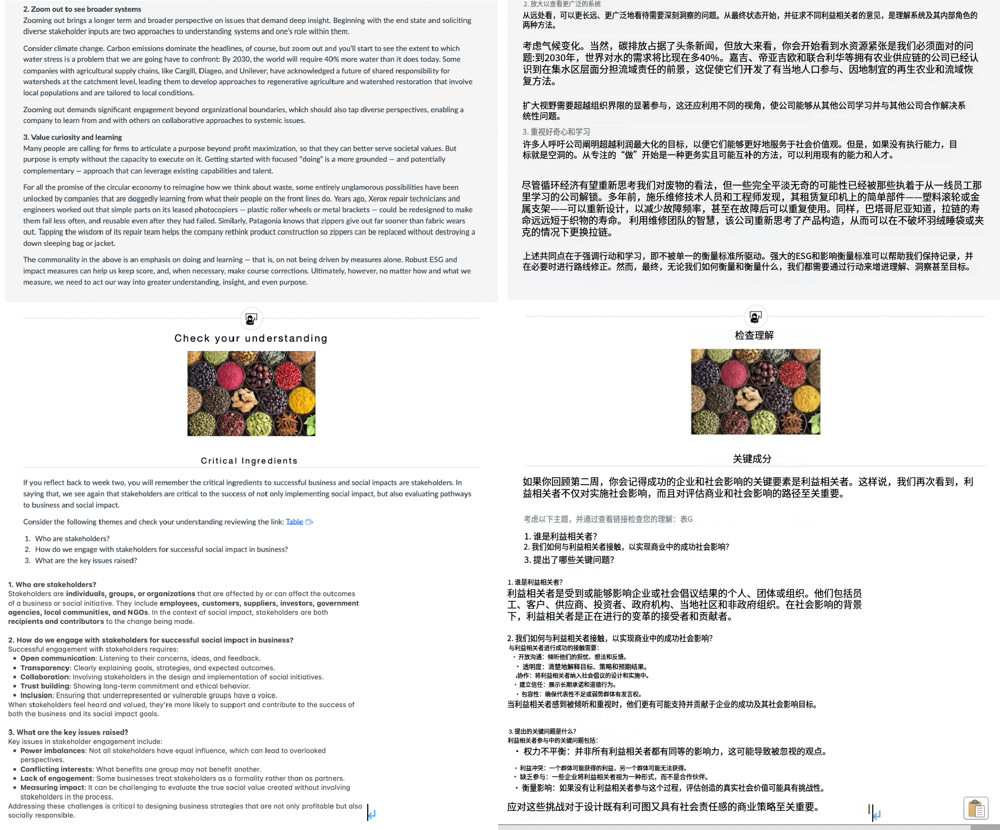 2. Zoom out to see broader systems
Zooming out brings a longer term and broader perspective on issues that demand deep insight. Beginning with the end state and soliciting
diverse stakeholder inputs are two approaches to understanding systems and one's role within them.
Consider climate change. Carbon emissions dominate the headlines, of course, but zoom out and you'll start to see the extent to which
water stress is a problem that we are going have to confront: By 2030, the world will require 40% more water than it does today. Some
companies with agricultural supply chains, like Cargill, Diageo, and Unilever, have acknowledged a future of shared responsibility for
watersheds at the catchment level, leading them to develop approaches to regenerative agriculture and watershed restoration that involve
local populations and are tailored to local conditions.
Zooming out demands significant engagement beyond organizational boundaries, which should also tap diverse perspectives, enabling a
company to learn from and with others on collaborative approaches to systemic issues.
3. Value curiosity and learning
Many people are calling for firms to articulate a purpose beyond profit maximization, so that they can better serve societal values. But
purpose is empty without the capacity to execute on it. Getting started with focused “doing” is a more grounded — and potentially
complementary — approach that can leverage existing capabilities and talent.
For all the promise of the circular economy to reimagine how we think about waste, some entirely unglamorous possibilities have been
unlocked by companies that are doggedly learning from what their people on the front lines do. Years ago, Xerox repair technicians and
engineers worked out that simple parts on its leased photocopiers — plastic roller wheels or metal brackets — could be redesigned to make
them fail less often, and reusable even after they had failed. Similarly, Patagonia knows that zippers give out far sooner than fabric wears
out. Tapping the wisdom of its repair team helps the company rethink product construction so zippers can be replaced without destroying a
down sleeping bag or jacket.
The commonality in the above is an emphasis on doing and learning — that is, on not being driven by measures alone. Robust ESG and
impact measures can help us keep score, and, when necessary, make course corrections. Ultimately, however, no matter how and what we
measure, we need to act our way into greater understanding, insight, and even purpose.
Check your understanding
Critical Ingredients
If you reflect back to week two, you will remember the critical ingredients to successful business and social impacts are stakeholders. In
saying that, we see again that stakeholders are critical to the success of not only implementing social impact, but also evaluating pathways
to business and social impact.
Consider the following themes and check your understanding reviewing the link: Table
1. Who are stakeholders?
2. How do we engage with stakeholders for successful social impact in business?
3. What are the key issues raised?
1. Who are stakeholders?
Stakeholders are individuals, groups, or organizations that are affected by or can affect the outcomes
of a business or social initiative. They include employees, customers, suppliers, investors, government
agencies, local communities, and NGOs. In the context of social impact, stakeholders are both
recipients and contributors to the change being made.
2. How do we engage with stakeholders for successful social impact in business?
Successful engagement with stakeholders requires:
• Open communication: Listening to their concerns, ideas, and feedback.
• Transparency: Clearly explaining goals, strategies, and expected outcomes.
• Collaboration: Involving stakeholders in the design and implementation of social initiatives.
• Trust building: Showing long-term commitment and ethical behavior.
• Inclusion: Ensuring that underrepresented or vulnerable groups have a voice.
When stakeholders feel heard and valued, they're more likely to support and contribute to the success of
both the business and its social impact goals.
3. What are the key issues raised?
Key issues in stakeholder engagement include:
• Power imbalances: Not all stakeholders have equal influence, which can lead to overlooked
perspectives.
• Conflicting interests: What benefits one group may not benefit another.
• Lack of engagement: Some businesses treat stakeholders as a formality rather than as partners.
• Measuring impact: It can be challenging to evaluate the true social value created without involving
stakeholders in the process.
Addressing these challenges is critical to designing business strategies that are not only profitable but also
socially responsible.
2. 放大以查看更广泛的系统
从远处看，可以更长远、更广泛地看待需要深刻洞察的问题。从最终状态开始，并征求不同利益相关者的意见，是理解系统及其内部角色的
两种方法。
考虑气候变化。当然，碳排放占据了头条新闻，但放大来看，你会开始看到水资源紧张是我们必须面对的问
题:到2030年，世界对水的需求将比现在多40%。嘉吉、帝亚吉欧和联合利华等拥有农业供应链的公司已经认
识到在集水区层面分担流域责任的前景，这促使它们开发了有当地人口参与、因地制宜的再生农业和流域恢
复方法。
扩大视野需要超越组织界限的显著参与，这还应利用不同的视角，使公司能够从其他公司学习并与其他公司合作解决系
统性问题。
3. 重视好奇心和学习
许多人呼吁公司阐明超越利润最大化的目标，以便它们能够更好地服务于社会价值观。但是，如果没有执行能力，目
标就是空洞的。从专注的“做”开始是一种更务实且可能互补的方法，可以利用现有的能力和人才。
尽管循环经济有望重新思考我们对废物的看法，但一些完全平淡无奇的可能性已经被那些执着于从一线员工那
里学习的公司解锁。多年前，施乐维修技术人员和工程师发现，其租赁复印机上的简单部件——塑料滚轮或金
属支架——可以重新设计，以减少故障频率，甚至在故障后可以重复使用。同样，巴塔哥尼亚知道，拉链的寿
命远远短于织物的寿命。 利用维修团队的智慧，该公司重新思考了产品构造，从而可以在不破坏羽绒睡袋或夹
克的情况下更换拉链。
上述共同点在于强调行动和学习，即不被单一的衡量标准所驱动。强大的ESG和影响衡量标准可以帮助我们保持记录，并
在必要时进行路线修正。然而，最终，无论我们如何衡量和衡量什么，我们都需要通过行动来增进理解、洞察甚至目标。
检查理解
关键成分
如果你回顾第二周，你会记得成功的企业和社会影响的关键要素是利益相关者。这样说，我们再次看到，利
益相关者不仅对实施社会影响，而且对评估商业和社会影响的路径至关重要。
考虑以下主题，并通过查看链接检查您的理解：表G
1. 谁是利益相关者？
2. 我们如何与利益相关者接触，以实现商业中的成功社会影响？
3. 提出了哪些关键问题？
1. 谁是利益相关者？
利益相关者是受到或能够影响企业或社会倡议结果的个人、团体或组织。他们包括员
工、客户、供应商、投资者、政府机构、当地社区和非政府组织。在社会影响的背景
下，利益相关者是正在进行的变革的接受者和贡献者。
2. 我们如何与利益相关者接触，以实现商业中的成功社会影响？
与利益相关者进行成功的接触需要：
• 开放沟通：倾听他们的担忧、想法和反馈。
• 透明度：清楚地解释目标、策略和预期结果。
协作：将利益相关者纳入社会倡议的设计和实施中。
• 建立信任：展示长期承诺和道德行为。
• 包容性：确保代表性不足或弱势群体有发言权。
当利益相关者感到被倾听和重视时，他们更有可能支持并贡献于企业的成功及其社会影响目标。
3. 提出的关键问题是什么？
利益相关者参与中的关键问题包括：
• 权力不平衡：并非所有利益相关者都有同等的影响力，这可能导致被忽视的观点。
• 利益冲突：一个群体可能获得的利益，另一个群体可能无法获得。
• 缺乏参与：一些企业将利益相关者视为一种形式，而不是合作伙伴。
• 衡量影响：如果没有让利益相关者参与这个过程，评估创造的真实社会价值可能具有挑战性。
应对这些挑战对于设计既有利可图又具有社会责任感的商业策略至关重要。